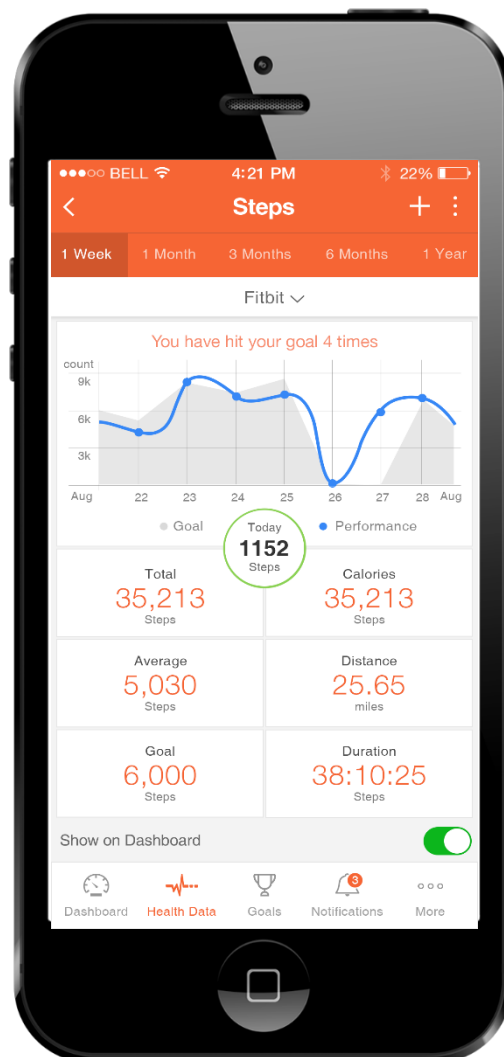 BELL 4:21 PM 22%
Steps
1 Week 1 Month 3 Months 6 Months 1 Year
Fitbit
You have hit your goal 4 times
count
9k
6k
3k
Aug 22 23 24 25 26 27 28 Aug
Goal Today Performance
1152
Steps
Total Calories
35,213 35,213
Steps Steps
Average Distance
5,030 25.65
Steps miles
Goal Duration
6,000 38:10:25
Steps Steps
Show on Dashboard
3
Dashboard Health Data Goals Notifications More